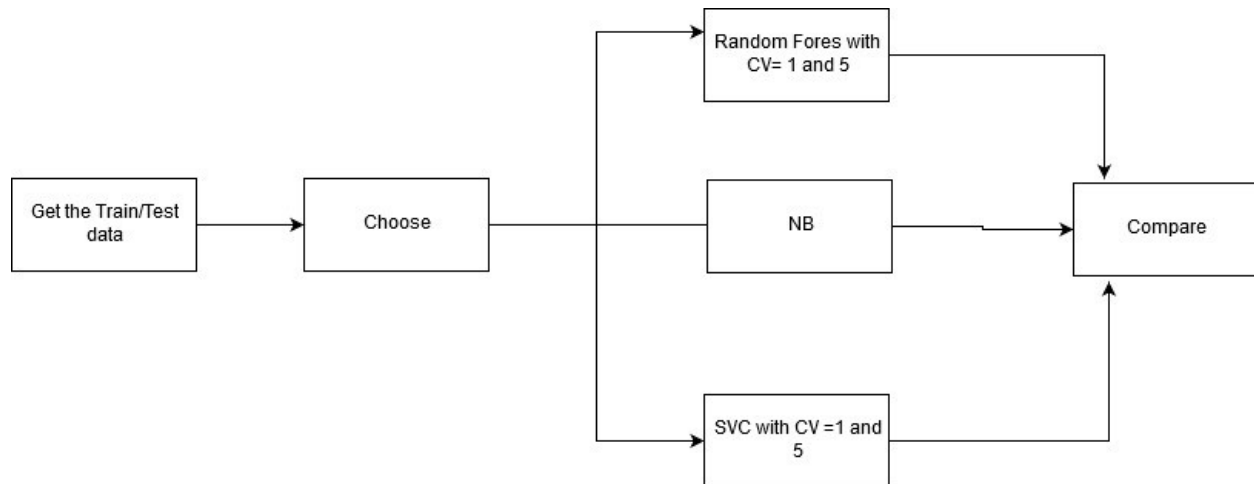 Get the Train/Test
data
Choose
Random Fores with
CV= 1 and 5
NB
SVC with CV =1 and
5
Compare